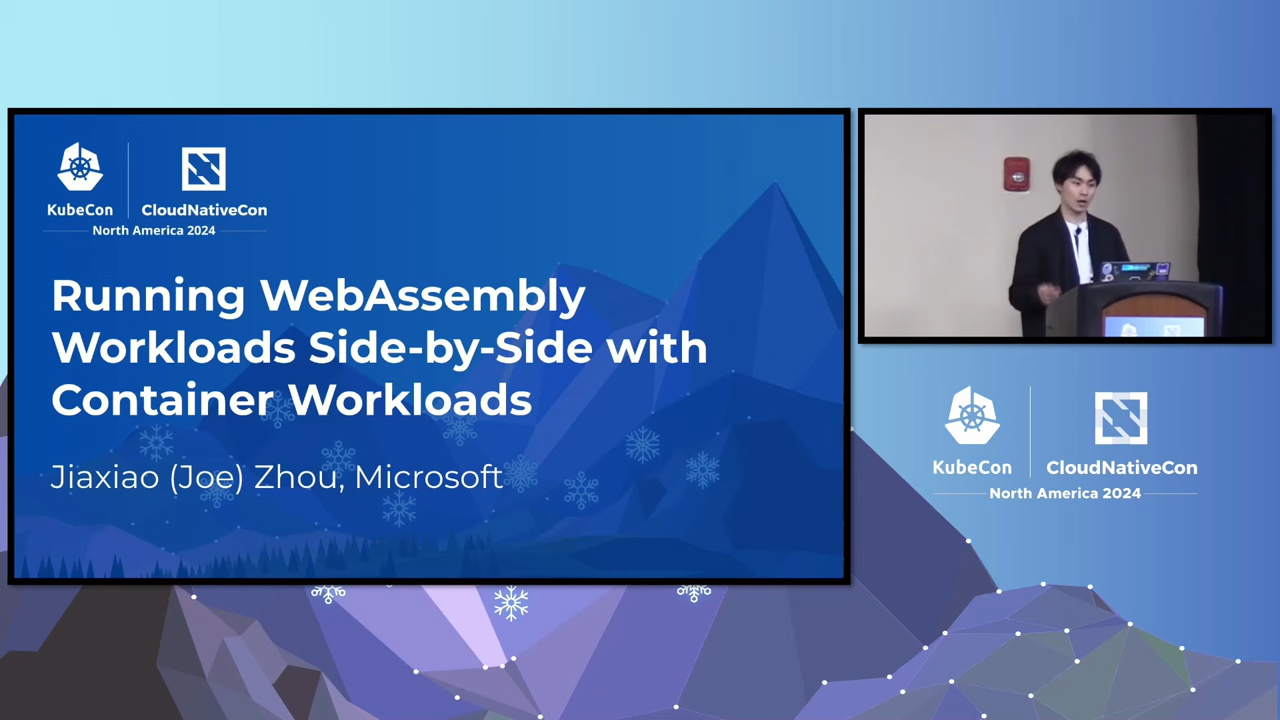 KubeCon
CloudNativeCon
North America 2024
Running WebAssembly
Workloads Side-by-Side with
Container Workloads
Jiaxiao (Joe) Zhou, Microsoft
KubeCon
CloudNativeCon
North America 2024